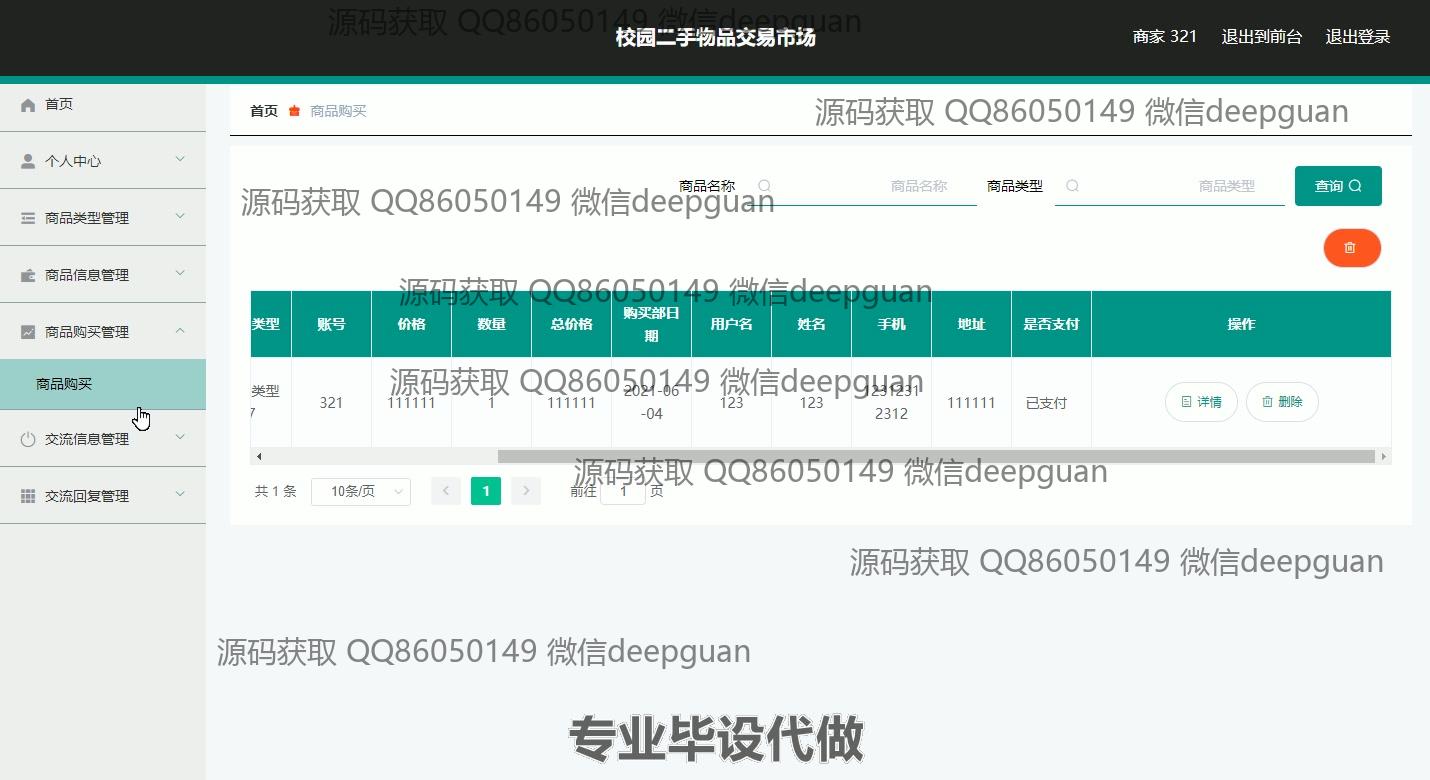 源码获取 QQ86050149 微信deepguan
校园二手物品交易市场
商家 321 退出到前台 退出登录
首页
个人中心
商品类型管理
商品信息管理
商品购买管理
商品购买
交流信息管理
交流回复管理
首页 商品购买
源码获取 QQ86050149 微信deepguan
商品名称 商品名称 商品类型 商品类型 查询
源码获取 QQ86050149 微信deepguan
源码获取 QQ86050149 微信deepguan
类型 账号 价格 数量 总价格 购买部日期 用户名 姓名 手机 地址 是否支付 操作
源码获取 QQ86050149 微信deepguan
类型7 321 111111 1 111111 2021-06-04 123 123 12312312312 111111 已支付 详情 删除
源码获取 QQ86050149 微信deepguan
共 1 条 10条/页 1 前往 1 页
源码获取 QQ86050149 微信deepguan
源码获取 QQ86050149 微信deepguan
专业毕设代做